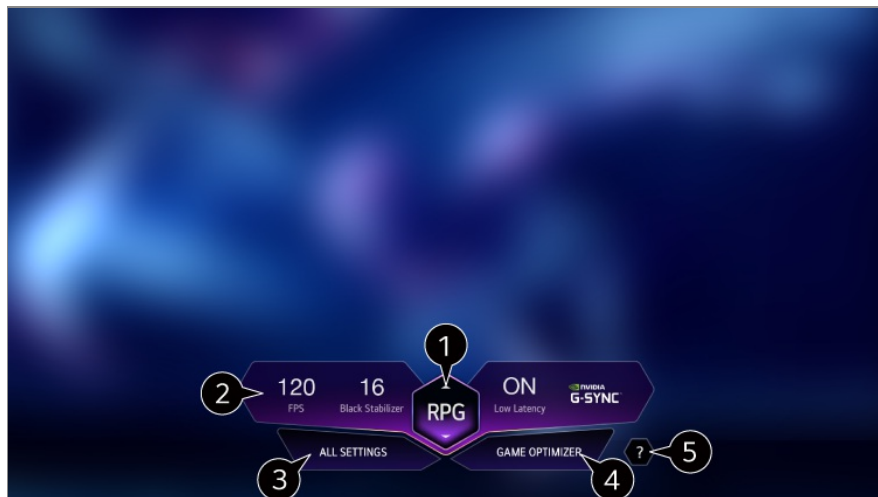 1
2
120
FPS
16
Black Stabilizer
RPG
ON
Low Latency
NVIDIA
G-SYNC
3
ALL SETTINGS
GAME OPTIMIZER
4
?
5